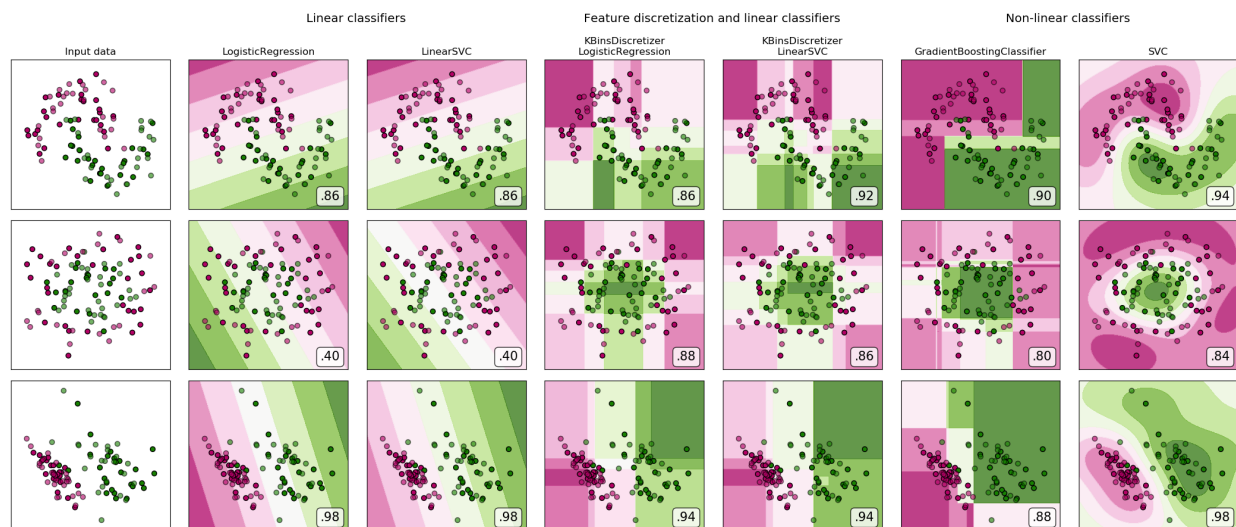 Linear classifiers
Feature discretization and linear classifiers
Non-linear classifiers
Input data
LogisticRegression
LinearSVC
KBinsDiscretizer
LogisticRegression
KBinsDiscretizer
LinearSVC
GradientBoostingClassifier
SVC
.86
.86
.86
.92
.90
.94
.40
.40
.88
.86
.80
.84
.98
.98
.94
.94
.88
.98